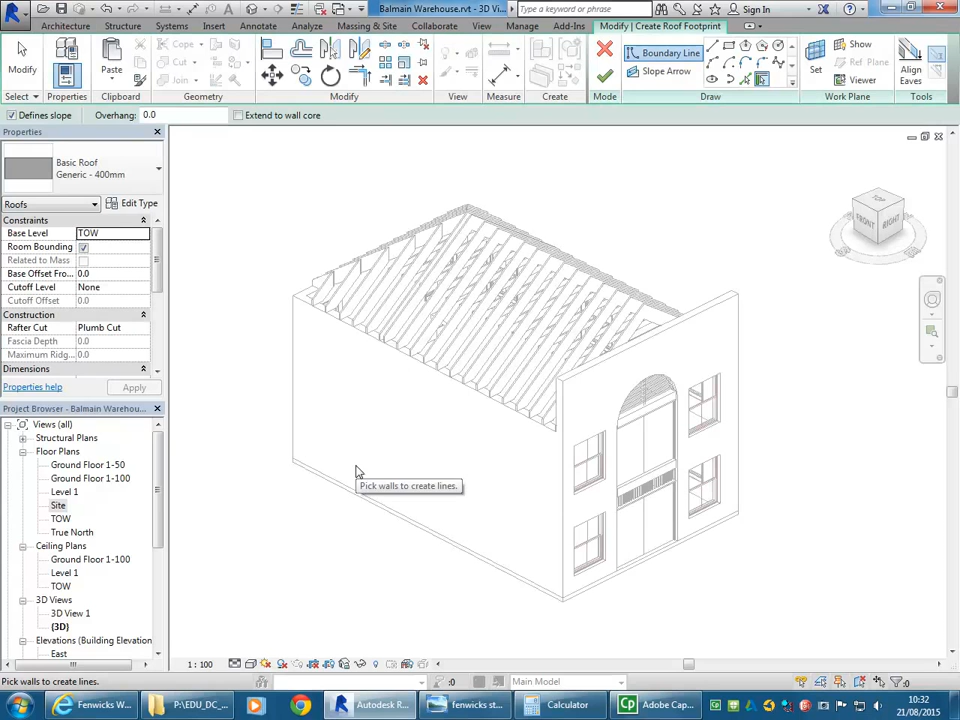 Balmain Warehouse.rvt - 3D Vi...
Type a keyword or phrase
Sign In
Architecture Structure Systems Insert Annotate Analyze Massing & Site Collaborate View Manage Add-Ins Modify | Create Roof Footprint
Modify
Paste
Cope
Cut
Join
Boundary Line
Slope Arrow
Set
Show
Ref Plane
Viewer
Align
Eaves
Select Properties Clipboard Geometry Modify View Measure Create Mode Draw Work Plane Tools
Defines slope Overhang: 0.0 Extend to wall core
Properties
Basic Roof
Generic - 400mm
Roofs Edit Type
Constraints
Base Level TOW
Room Bounding
Related to Mass
Base Offset Fro... 0.0
Cutoff Level None
Cutoff Offset 0.0
Construction
Rafter Cut Plumb Cut
Fascia Depth 0.0
Maximum Ridg... 0.0
Dimensions
Properties help Apply
Project Browser - Balmain Warehou...
Views (all)
Structural Plans
Floor Plans
Ground Floor 1-50
Ground Floor 1-100
Level 1
Site
TOW
True North
Ceiling Plans
Ground Floor 1-100
Level 1
TOW
3D Views
3D View 1
{3D}
Elevations (Building Elevation
East
TOP
FRONT
RIGHT
Pick walls to create lines.
1 : 100
Pick walls to create lines.
:0
Main Model
:0
Fenwicks W...
P:\EDU_DC_...
Autodesk R...
fenwicks st...
Calculator
Adobe Cap...
10:32
21/08/2015